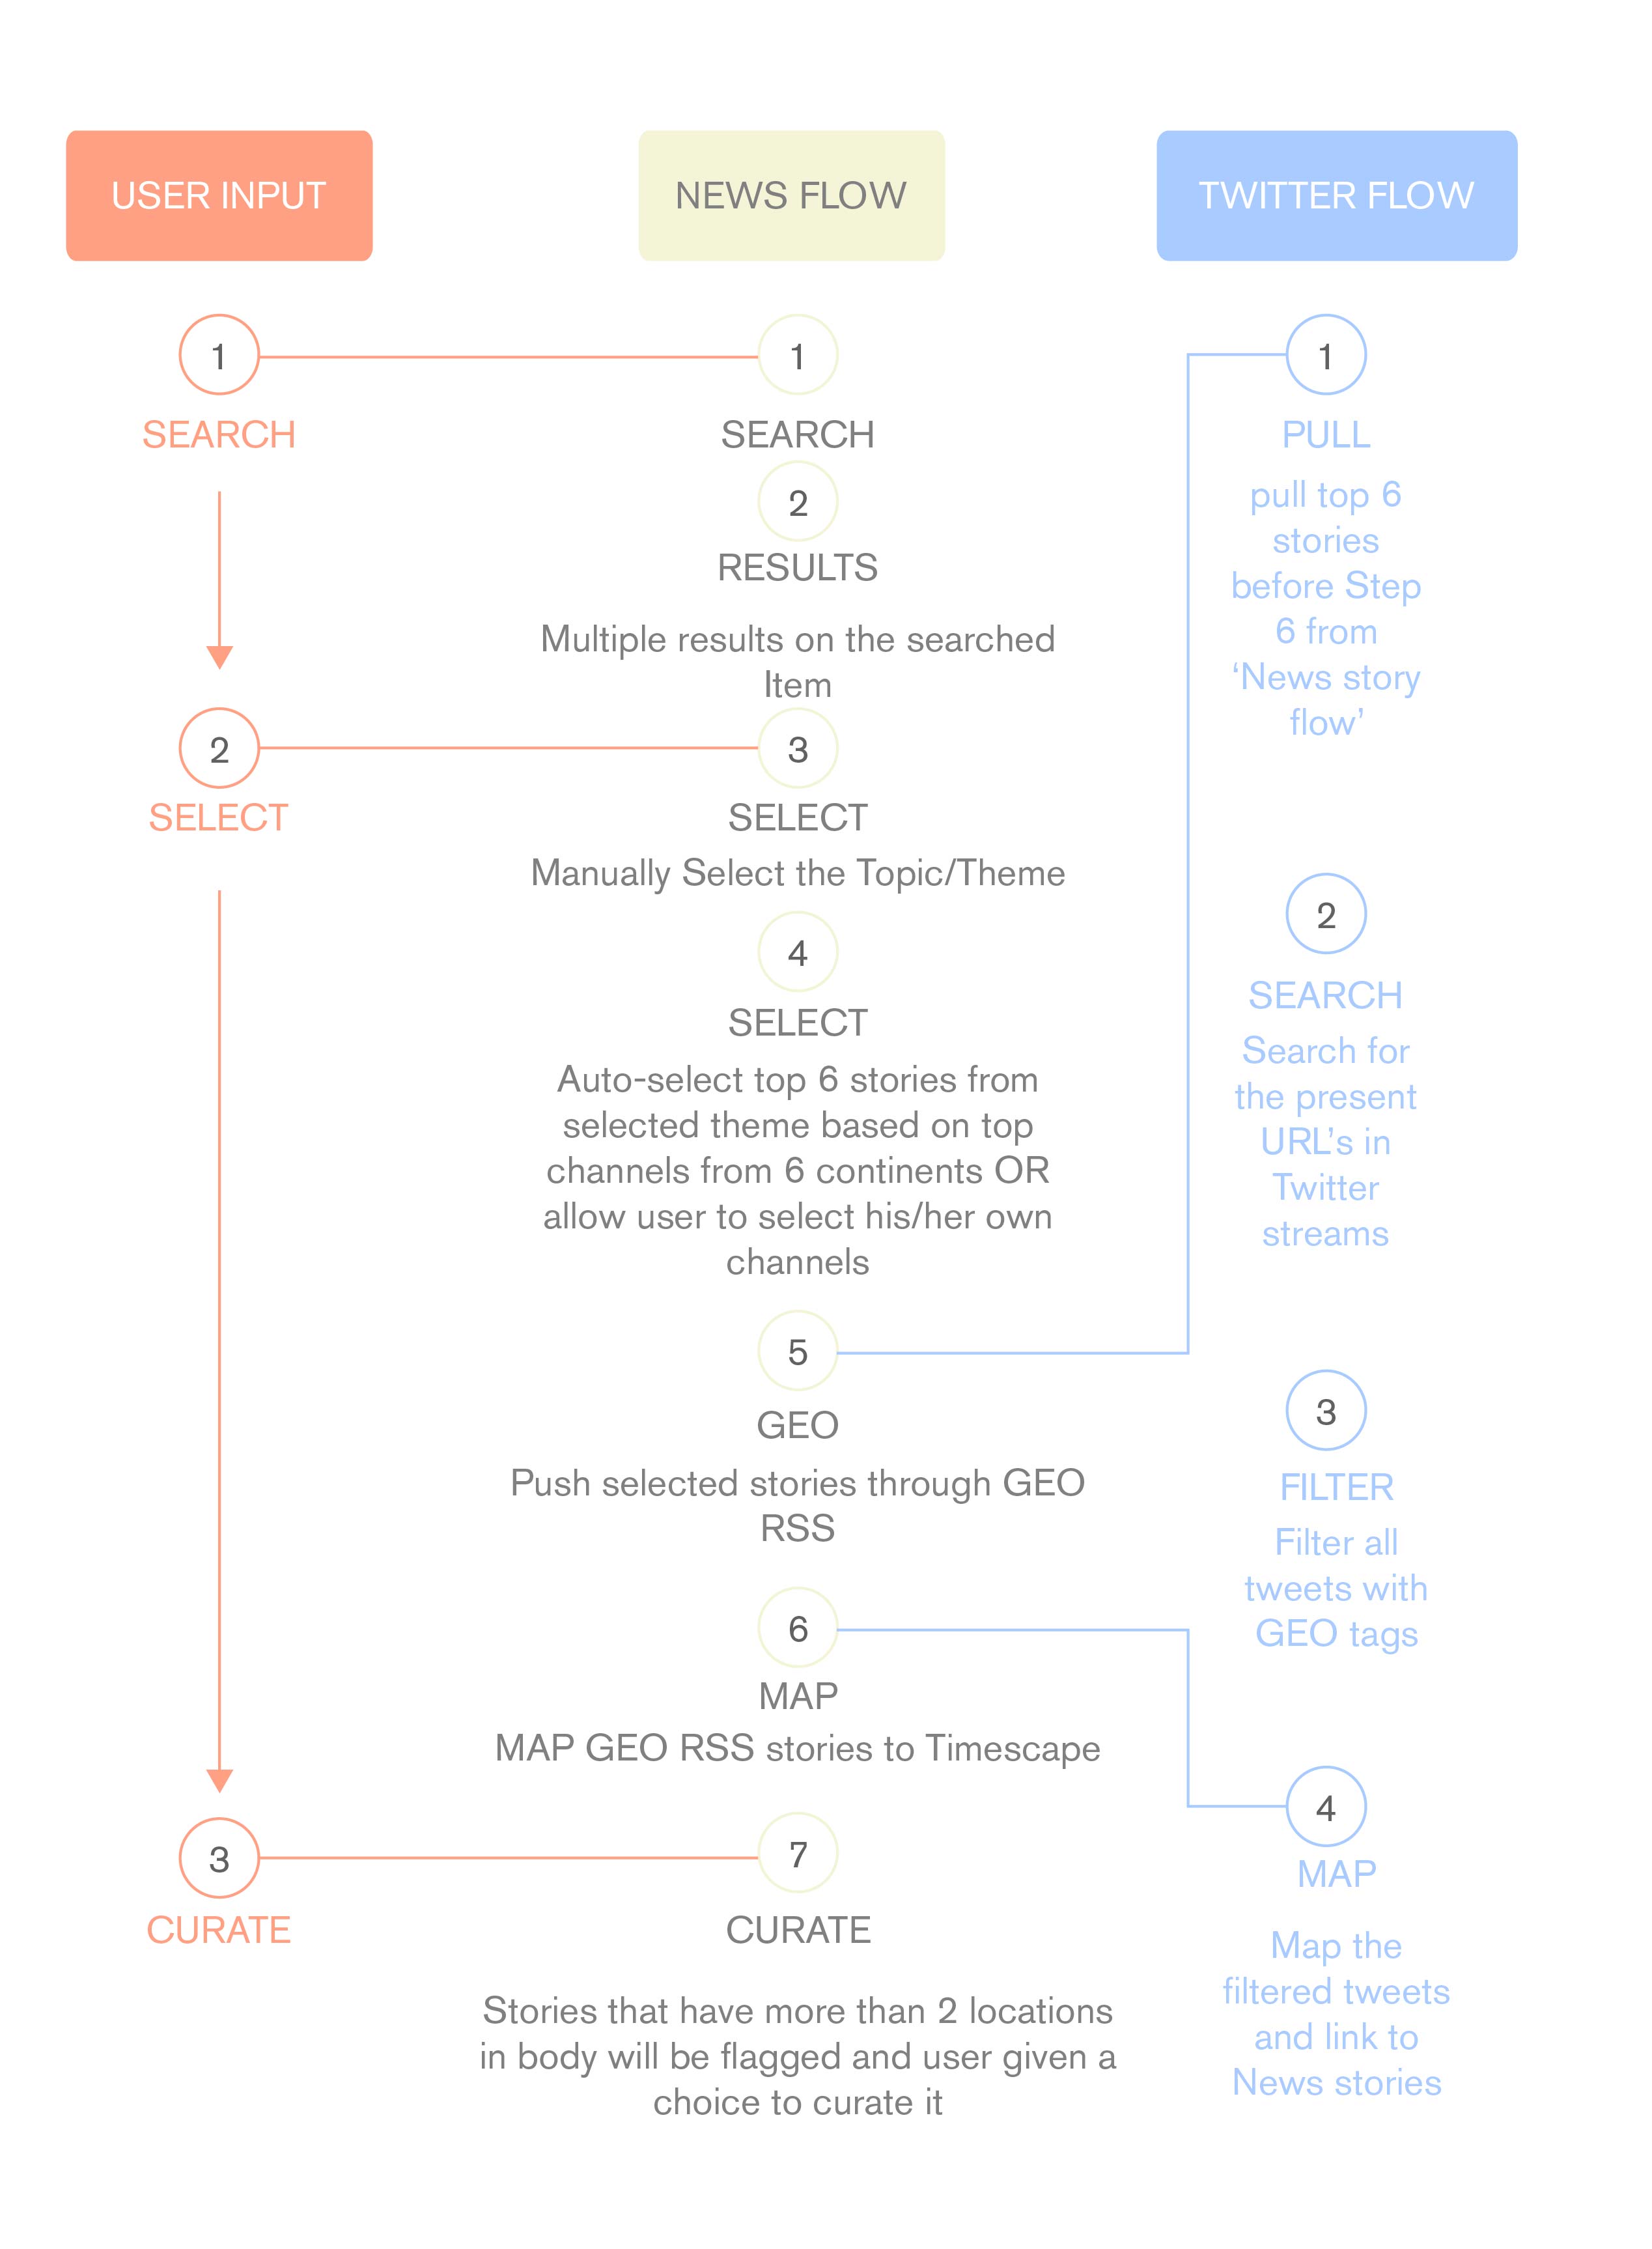 USER INPUT
NEWS FLOW
TWITTER FLOW
1
SEARCH
2
SELECT
3
CURATE
1
SEARCH
2
RESULTS
Multiple results on the searched
Item
3
SELECT
Manually Select the Topic/Theme
4
SELECT
Auto-select top 6 stories from
selected theme based on top
channels from 6 continents OR
allow user to select his/her own
channels
5
GEO
Push selected stories through GEO
RSS
6
MAP
MAP GEO RSS stories to Timescape
7
CURATE
Stories that have more than 2 locations
in body will be flagged and user given a
choice to curate it
1
PULL
pull top 6
stories
before Step
6 from
‘News story
flow’
2
SEARCH
Search for
the present
URL’s in
Twitter
streams
3
FILTER
Filter all
tweets with
GEO tags
4
MAP
Map the
filtered tweets
and link to
News stories